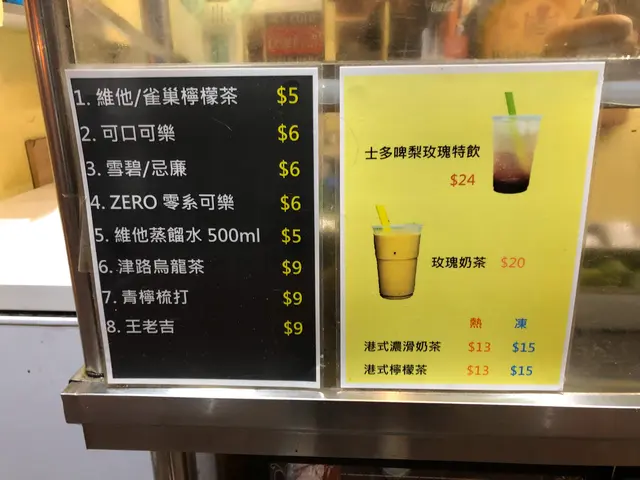 1. 維他/雀巢檸檬茶 $5
2. 可口可樂 $6
3. 雪碧/忌廉 $6
4. ZERO 零系可樂 $6
5. 維他蒸餾水 500ml $5
6. 津路烏龍茶 $9
7. 青檸梳打 $9
8. 王老吉 $9
士多啤梨玫瑰特飲
$24
玫瑰奶茶 $20
熱 凍
港式濃滑奶茶 $13 $15
港式檸檬茶 $13 $15